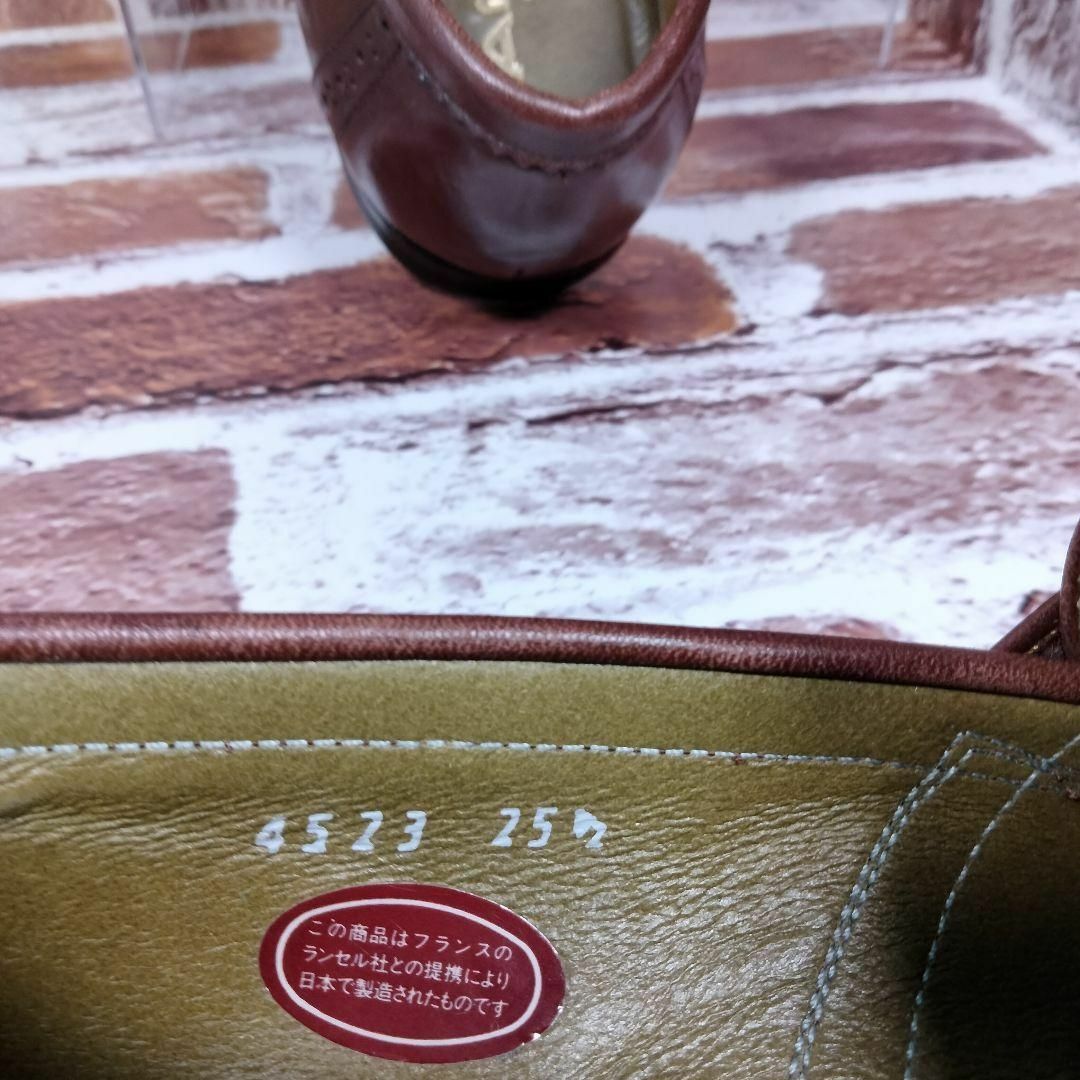 4523 25½
この商品はフランスの
ランセル社との提携により
日本で製造されたものです